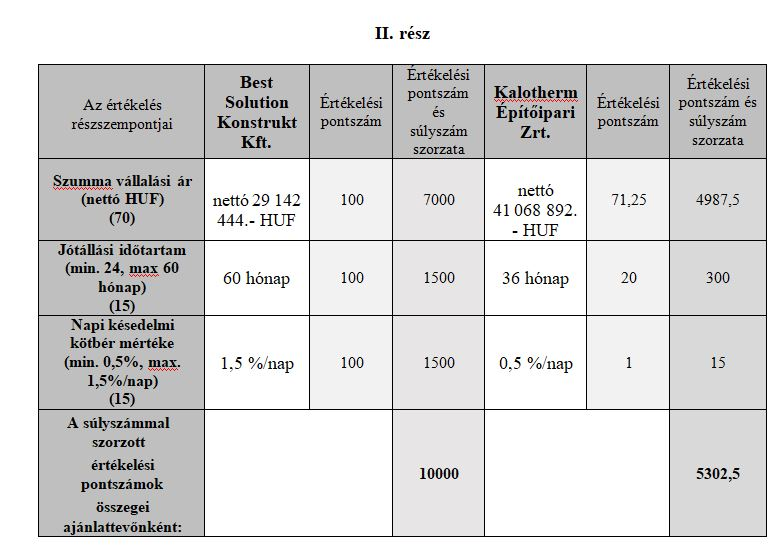 II. rész
Az értékelés
részszempontjai
Best
Solution
Konstrukt
Kft.
Értékelési
pontszám
Értékelési
pontszám
és
súlyszám
szorzata
Kalotherm
Építőipari
Zrt.
Értékelési
pontszám
Értékelési
pontszám és
súlyszám
szorzata
Szumma vállalási ár
(nettó HUF)
(70)
nettó 29 142
444.- HUF
100
7000
nettó
41 068 892.
- HUF
71,25
4987,5
Jótállási időtartam
(min. 24, max 60
hónap)
(15)
60 hónap
100
1500
36 hónap
20
300
Napi késedelmi
kötbér mértéke
(min. 0,5%, max.
1,5%/nap)
(15)
1,5 %/nap
100
1500
0,5 %/nap
1
15
A súlyszámmal
szorzott
értékelési
pontszámok
összegei
ajánlattevőnként:
10000
5302,5